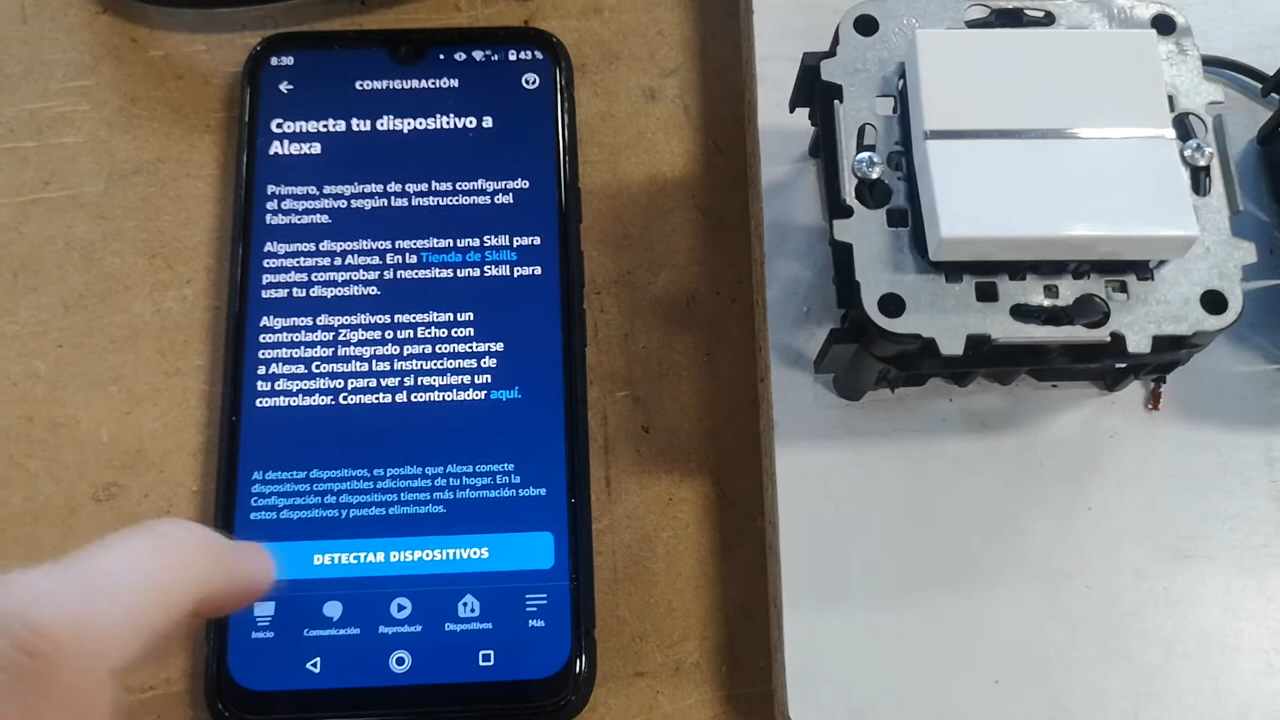 8:30
43 %
CONFIGURACIÓN
Conecta tu dispositivo a
Alexa
Primero, asegúrate de que has configurado
el dispositivo según las instrucciones del
fabricante.
Algunos dispositivos necesitan una Skill para
conectarse a Alexa. En la Tienda de Skills
puedes comprobar si necesitas una Skill para
usar tu dispositivo.
Algunos dispositivos necesitan un
controlador Zigbee o un Echo con
controlador integrado para conectarse
a Alexa. Consulta las instrucciones de
tu dispositivo para ver si requiere un
controlador. Conecta el controlador aquí.
Al detectar dispositivos, es posible que Alexa conecte
dispositivos compatibles adicionales de tu hogar. En la
Configuración de dispositivos tienes más información sobre
estos dispositivos y puedes eliminarlos.
DETECTAR DISPOSITIVOS
Inicio
Comunicación
Reproducir
Dispositivos
Más